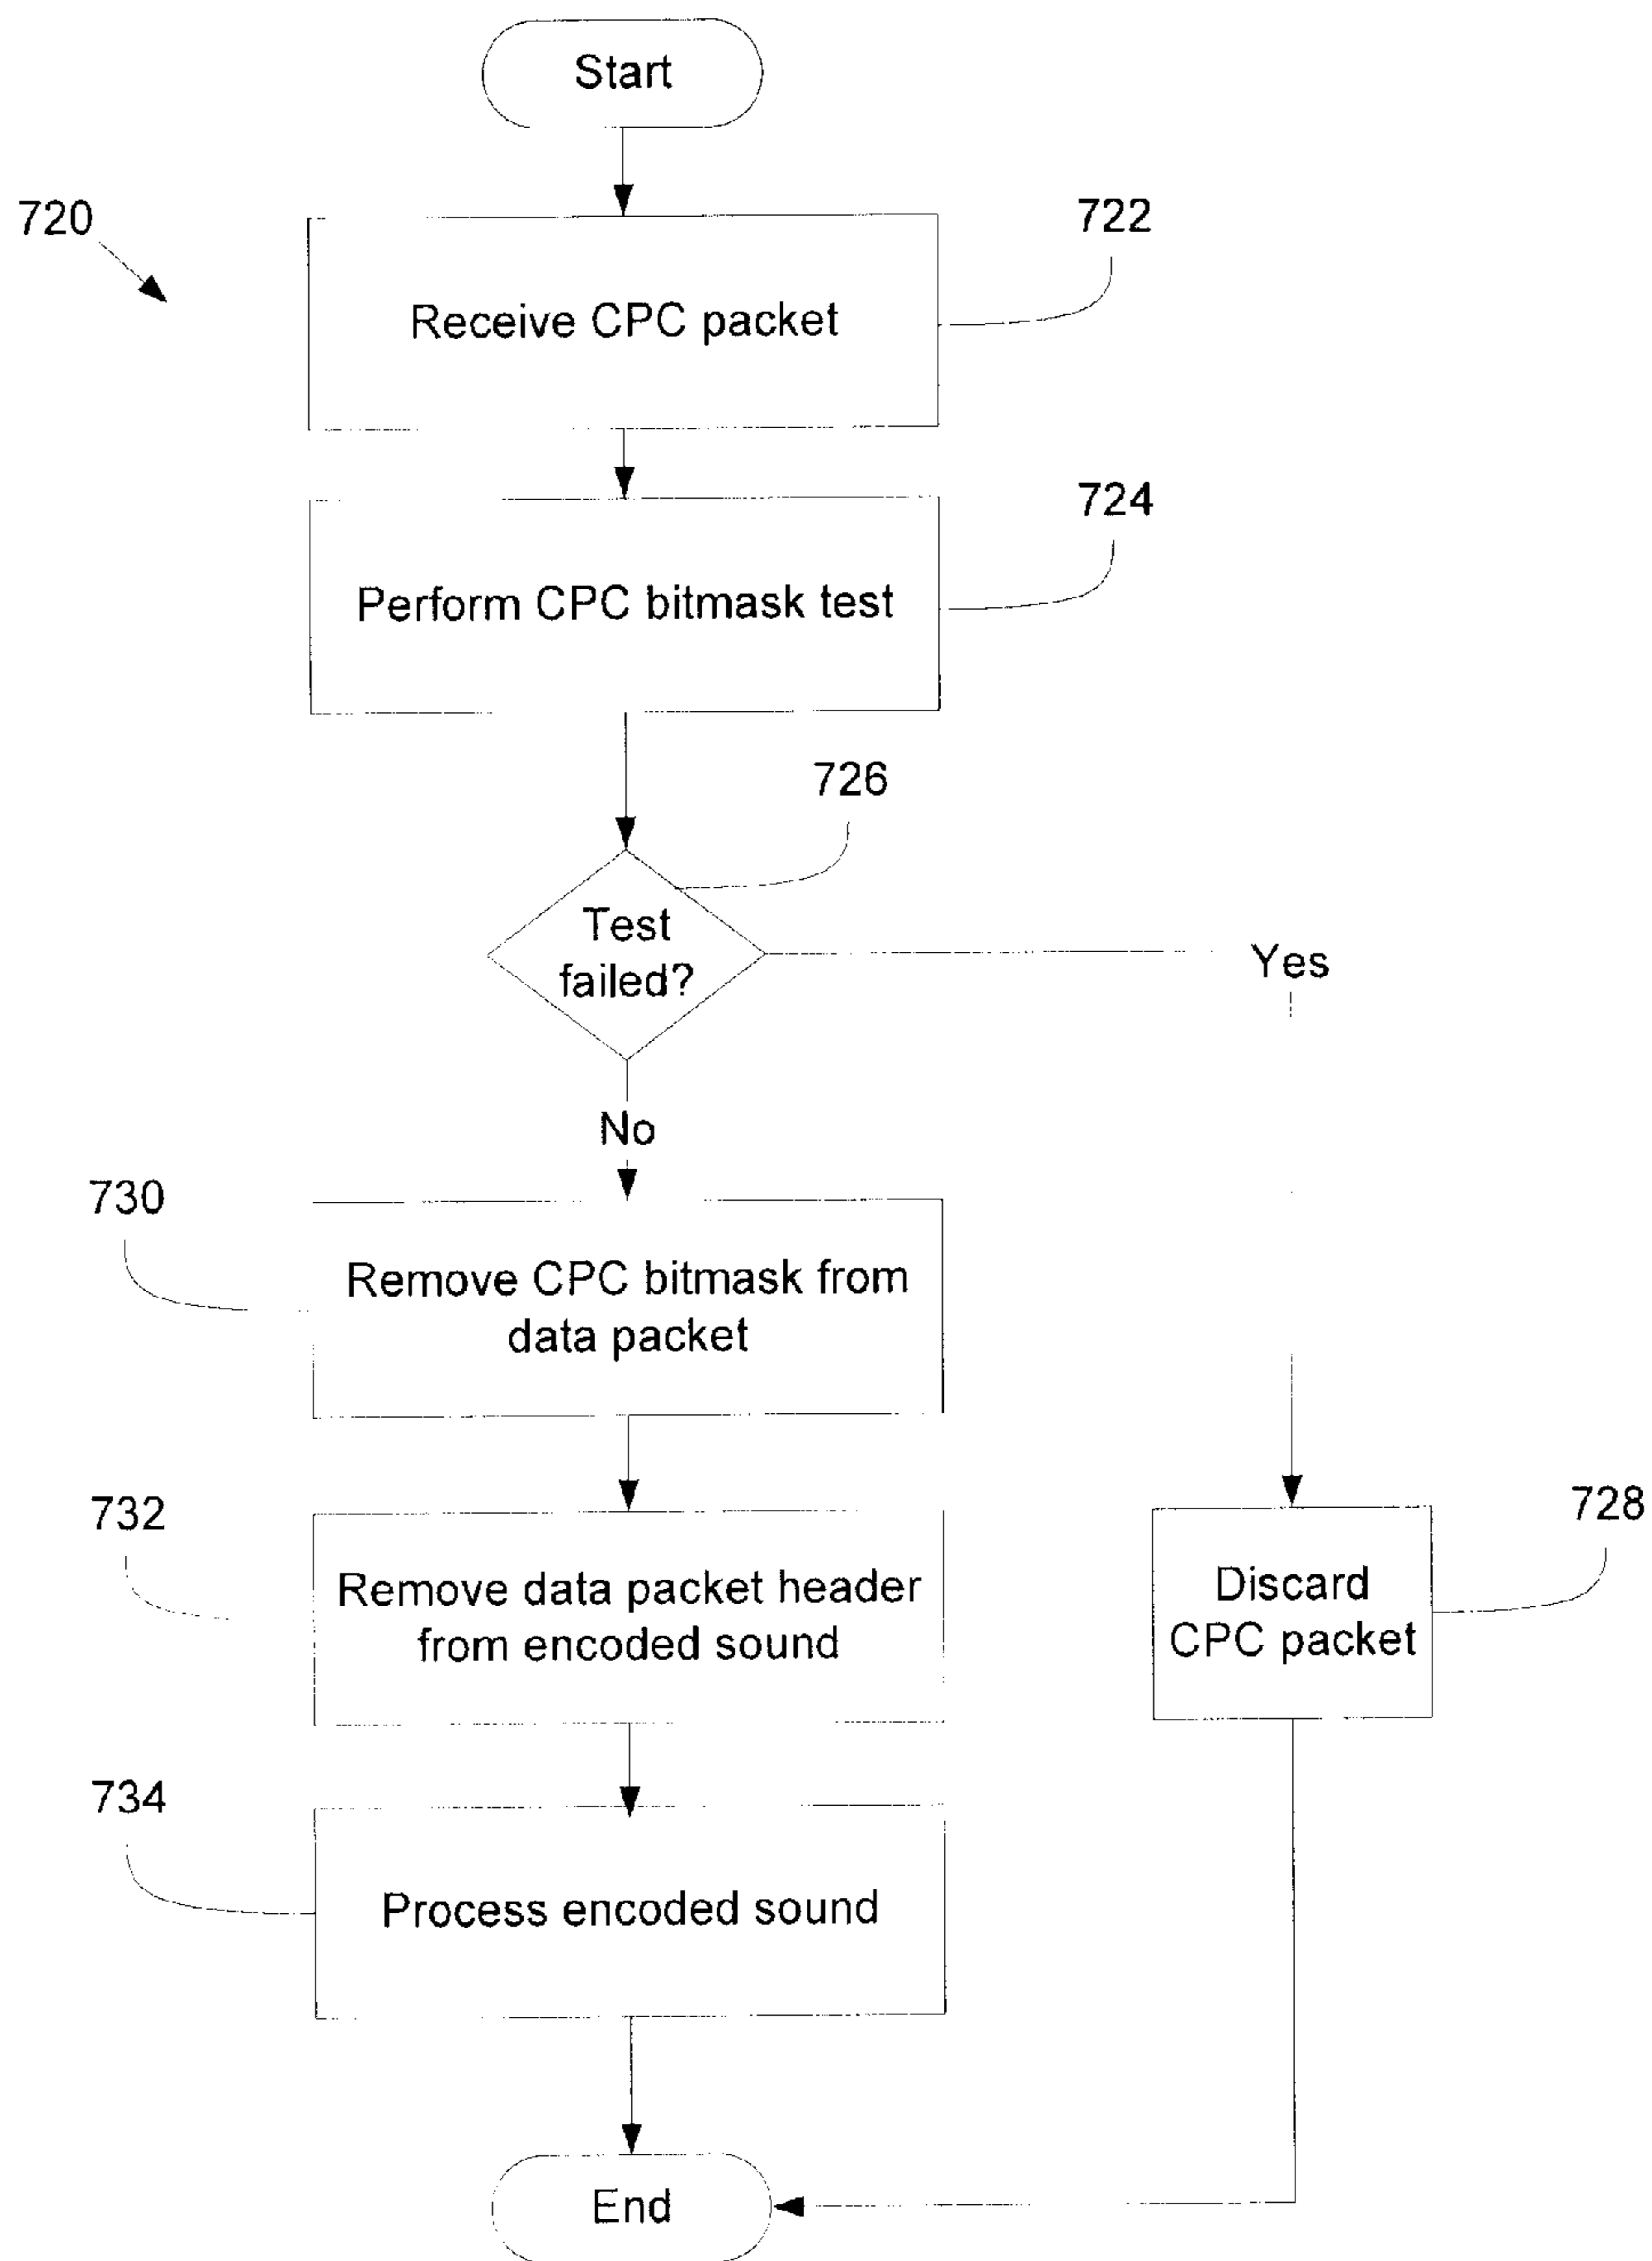 Start
720
722
Receive CPC packet
724
Perform CPC bitmask test
726
Test
failed?
Yes
No
730
Remove CPC bitmask from
data packet
732
Remove data packet header
from encoded sound
728
Discard
CPC packet
734
Process encoded sound
End